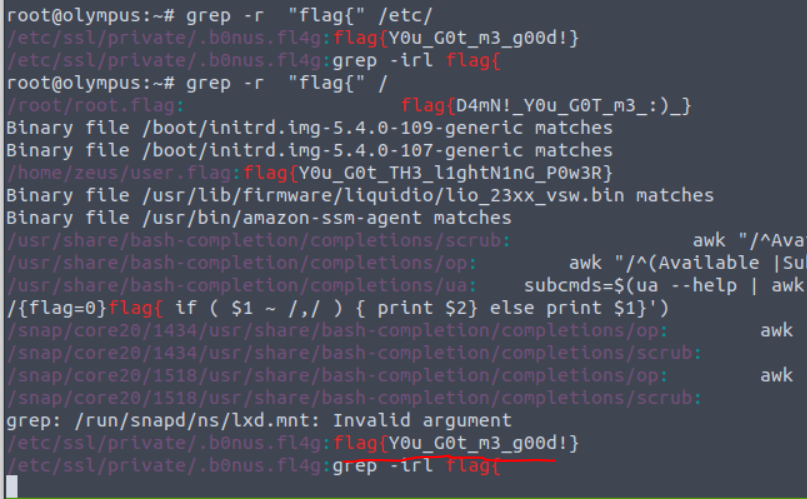 root@olympus:~# grep -r  "flag{" /etc/
/etc/ssl/private/.b0nus.fl4g:flag{Y0u_G0t_m3_g00d!}
/etc/ssl/private/.b0nus.fl4g:grep -irl flag{
root@olympus:~# grep -r  "flag{" /
/root/root.flag:                    flag{D4mN!_Y0u_G0T_m3_:)_}
Binary file /boot/initrd.img-5.4.0-109-generic matches
Binary file /boot/initrd.img-5.4.0-107-generic matches
/home/zeus/user.flag:flag{Y0u_G0t_TH3_l1ghtN1nG_P0w3R}
Binary file /usr/lib/firmware/liquidio/lio_23xx_vsw.bin matches
Binary file /usr/bin/amazon-ssm-agent matches
/usr/share/bash-completion/completions/scrub:                 awk "/^Ava
/usr/share/bash-completion/completions/op:         awk "/^(Available |Su
/usr/share/bash-completion/completions/ua:     subcmds=$(ua --help | awk
/{flag=0}flag{ if ( $1 ~ /,/ ) { print $2} else print $1}')
/snap/core20/1434/usr/share/bash-completion/completions/op:         awk
/snap/core20/1434/usr/share/bash-completion/completions/scrub:
/snap/core20/1518/usr/share/bash-completion/completions/op:         awk
/snap/core20/1518/usr/share/bash-completion/completions/scrub:
grep: /run/snapd/ns/lxd.mnt: Invalid argument
/etc/ssl/private/.b0nus.fl4g:flag{Y0u_G0t_m3_g00d!}
/etc/ssl/private/.b0nus.fl4g:grep -irl flag{